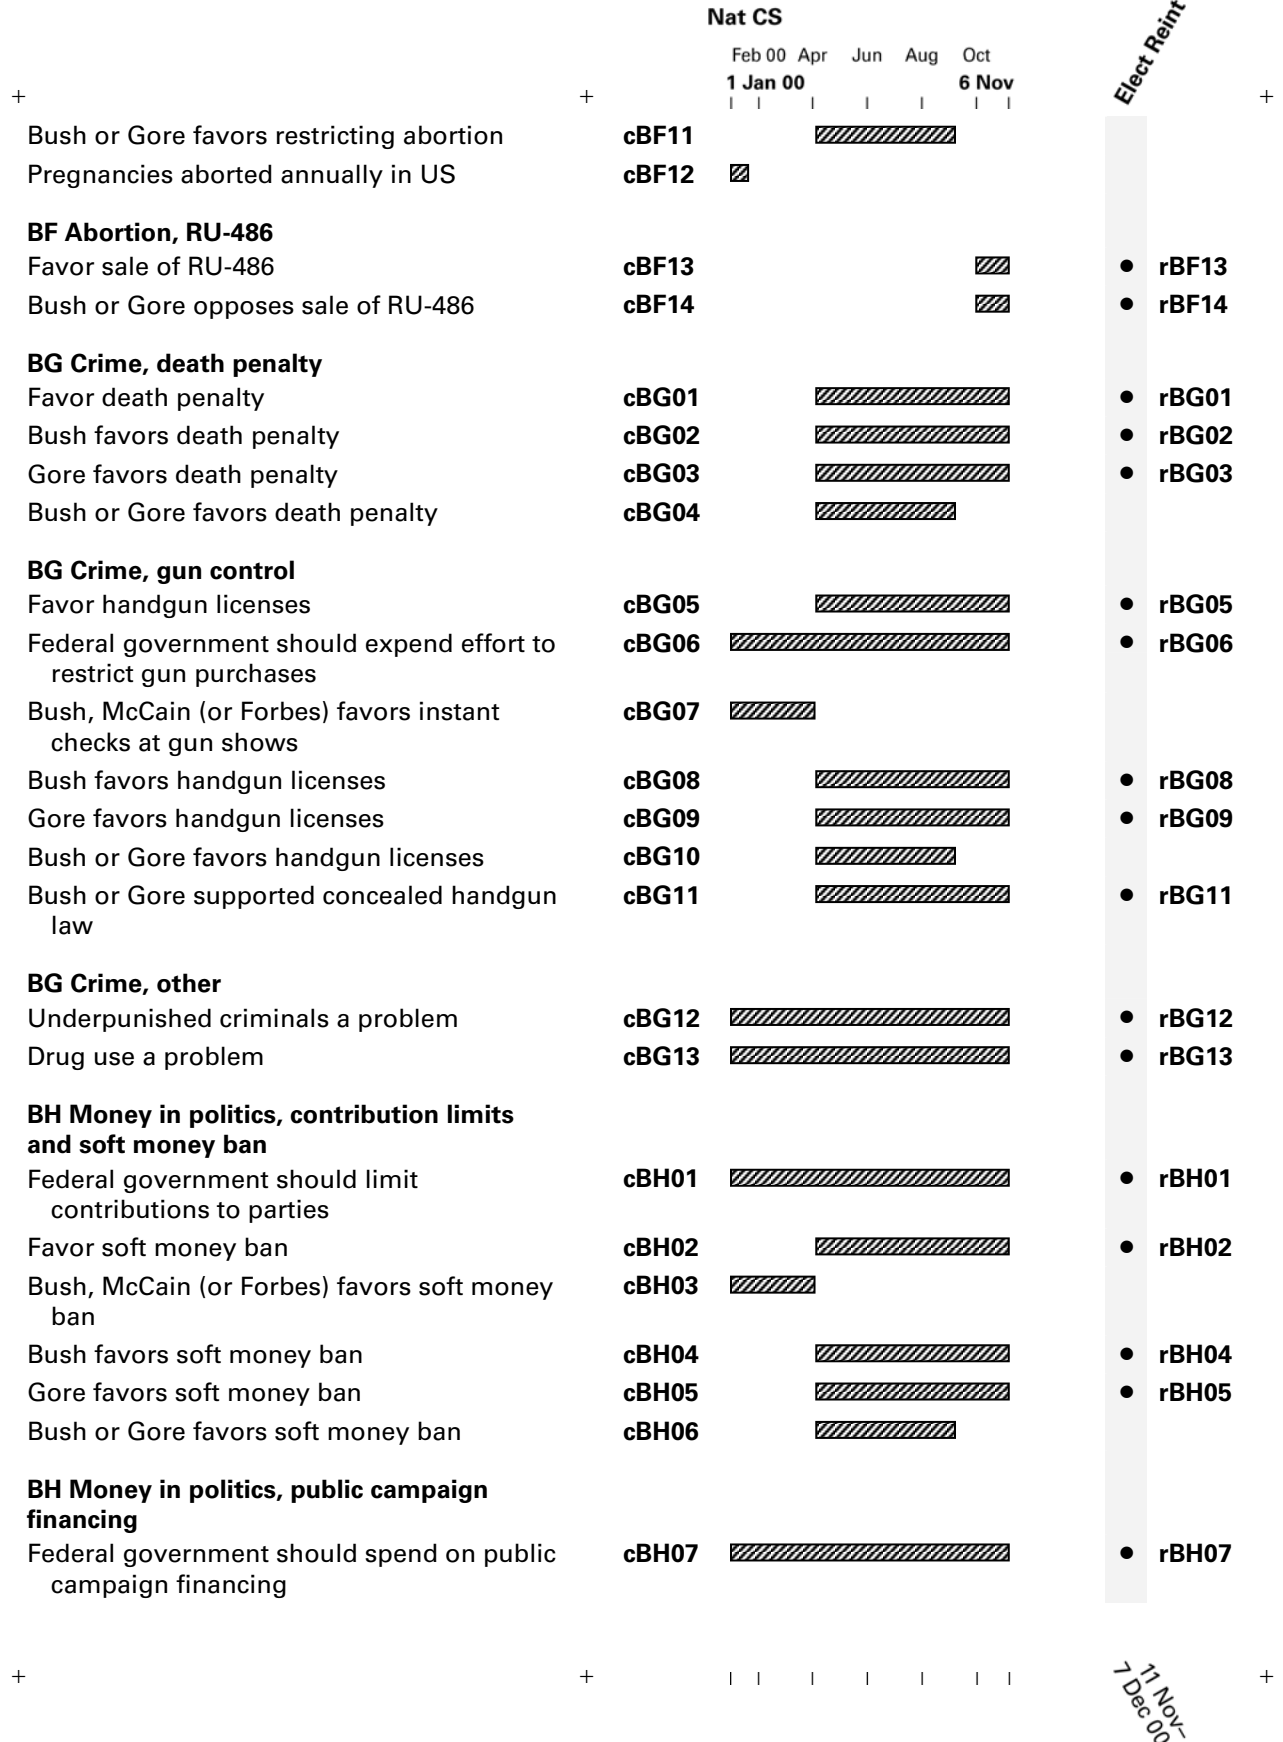 Nat CS
Elect Reint
Feb 00 Apr Jun Aug Oct
1 Jan 00 6 Nov
Bush or Gore favors restricting abortion cBF11
Pregnancies aborted annually in US cBF12
BF Abortion, RU-486
Favor sale of RU-486 cBF13 ● rBF13
Bush or Gore opposes sale of RU-486 cBF14 ● rBF14
BG Crime, death penalty
Favor death penalty cBG01 ● rBG01
Bush favors death penalty cBG02 ● rBG02
Gore favors death penalty cBG03 ● rBG03
Bush or Gore favors death penalty cBG04
BG Crime, gun control
Favor handgun licenses cBG05 ● rBG05
Federal government should expend effort to cBG06 ● rBG06
restrict gun purchases
Bush, McCain (or Forbes) favors instant cBG07
checks at gun shows
Bush favors handgun licenses cBG08 ● rBG08
Gore favors handgun licenses cBG09 ● rBG09
Bush or Gore favors handgun licenses cBG10
Bush or Gore supported concealed handgun cBG11 ● rBG11
law
BG Crime, other
Underpunished criminals a problem cBG12 ● rBG12
Drug use a problem cBG13 ● rBG13
BH Money in politics, contribution limits
and soft money ban
Federal government should limit cBH01 ● rBH01
contributions to parties
Favor soft money ban cBH02 ● rBH02
Bush, McCain (or Forbes) favors soft money cBH03
ban
Bush favors soft money ban cBH04 ● rBH04
Gore favors soft money ban cBH05 ● rBH05
Bush or Gore favors soft money ban cBH06
BH Money in politics, public campaign
financing
Federal government should spend on public cBH07 ● rBH07
campaign financing
11 Nov–
7 Dec 00